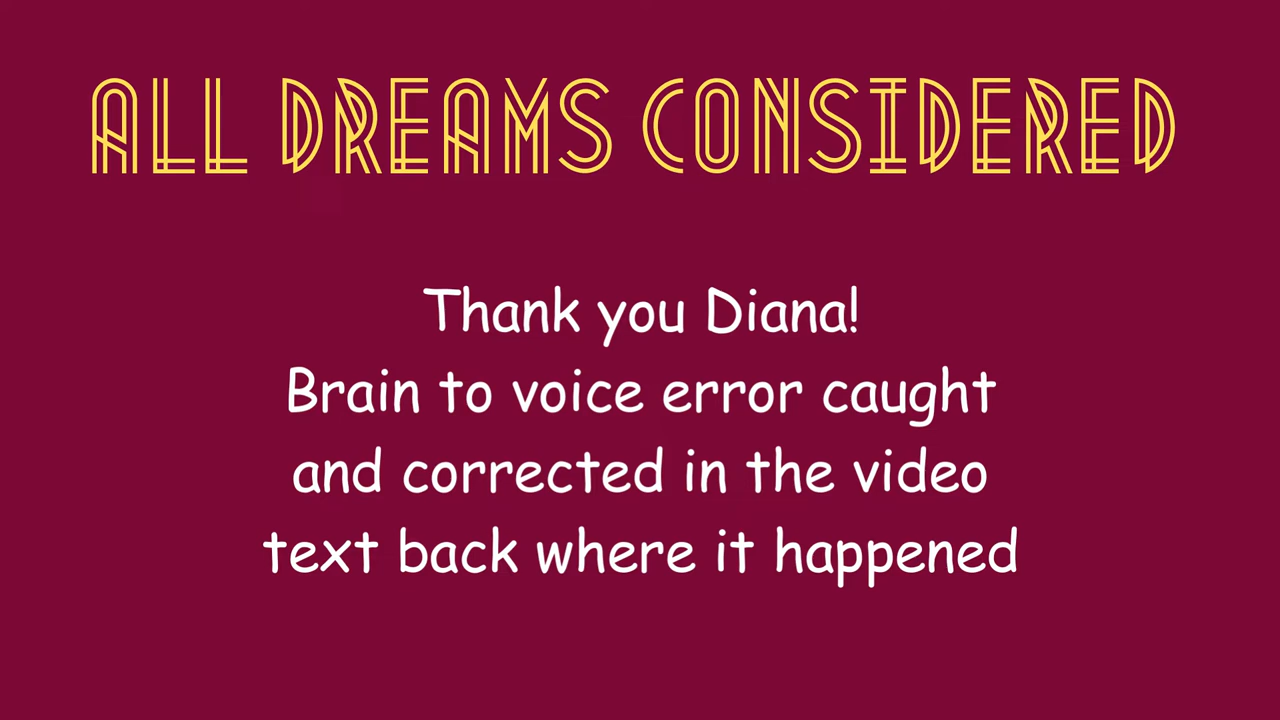 ALL DREAMS CONSIDERED
Thank you Diana!
Brain to voice error caught
and corrected in the video
text back where it happened